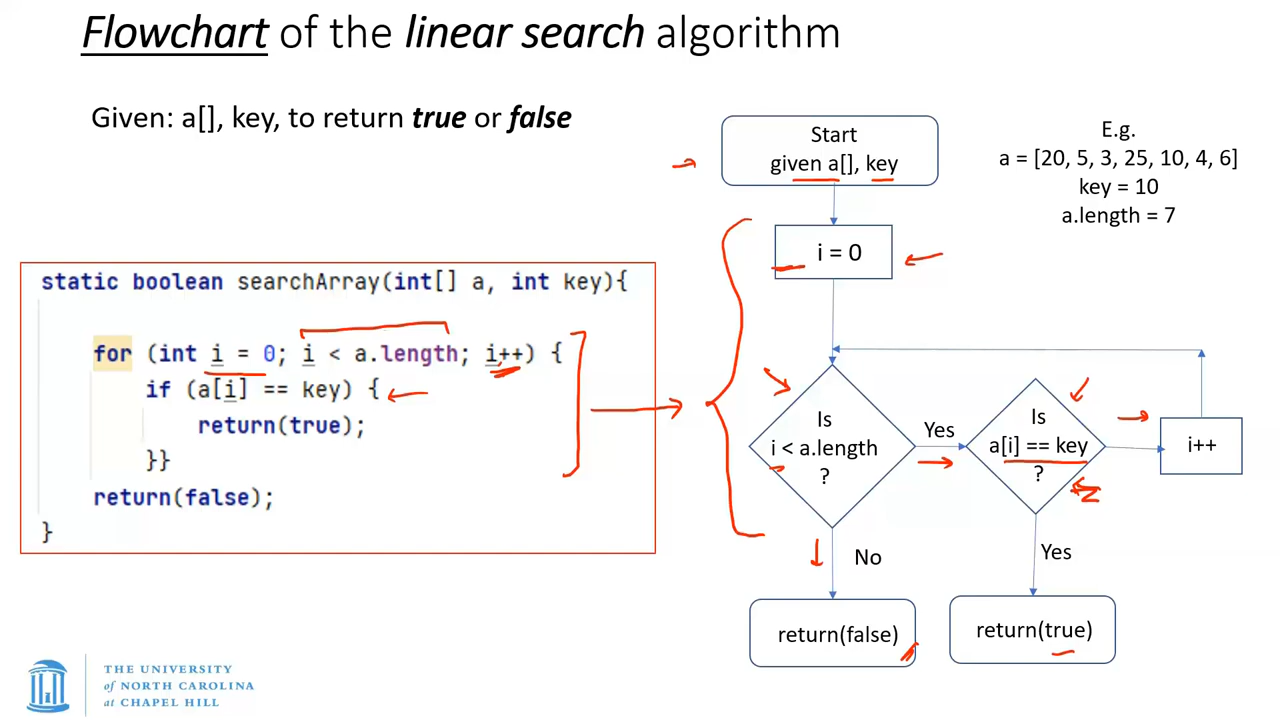 Flowchart of the linear search algorithm
Given: a[], key, to return true or false
static boolean searchArray(int[] a, int key){
for (int i = 0; i < a.length; i++) {
if (a[i] == key) {
return(true);
}}
return(false);
}
Start
given a[], key
i = 0
Is
i < a.length
?
Yes
Is
a[i] == key
?
i++
No
Yes
return(false)
return(true)
E.g.
a = [20, 5, 3, 25, 10, 4, 6]
key = 10
a.length = 7
THE UNIVERSITY
of NORTH CAROLINA
at CHAPEL HILL